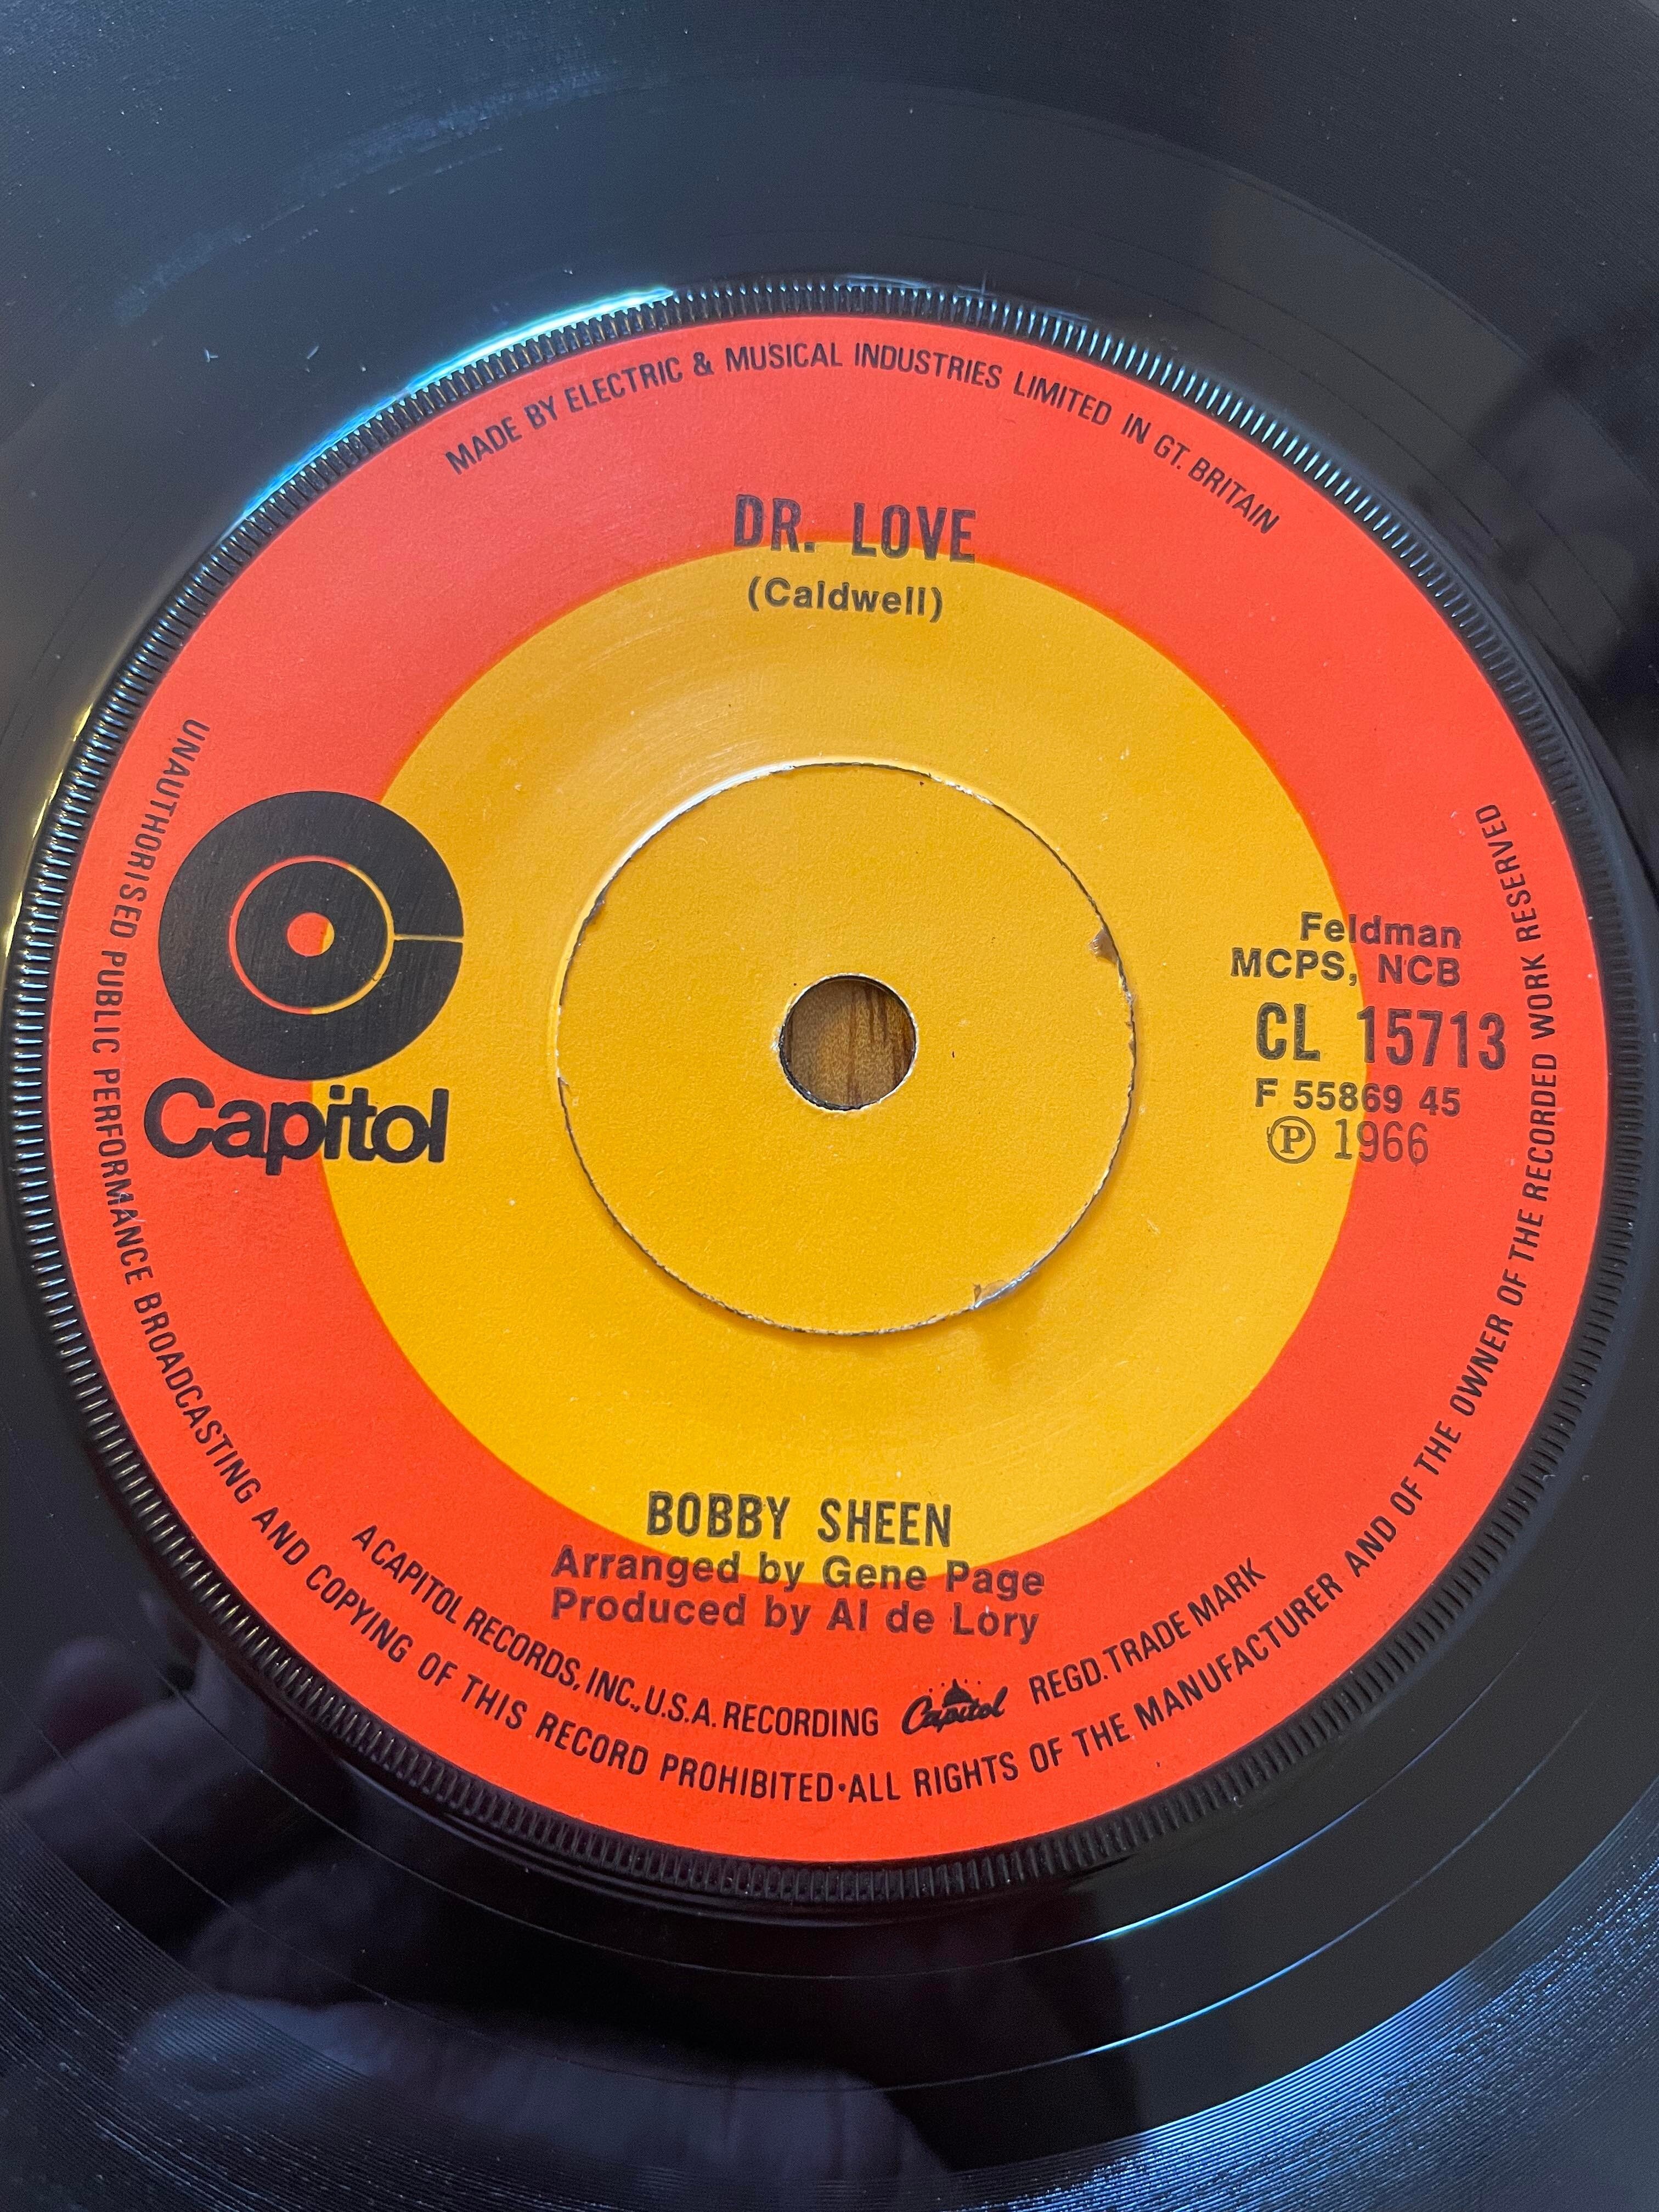 MADE BY ELECTRIC & MUSICAL INDUSTRIES LIMITED IN GT. BRITAIN
DR. LOVE
(Caldwell)
Capitol
Feldman
MCPS, NCB
CL 15713
F 55869 45
Ⓟ 1966
BOBBY SHEEN
Arranged by Gene Page
Produced by Al de Lory
A CAPITOL RECORDS, INC., U.S.A. RECORDING Capitol REGD. TRADE MARK
UNAUTHORISED PUBLIC PERFORMANCE BROADCASTING AND COPYING OF THIS RECORD PROHIBITED·ALL RIGHTS OF THE MANUFACTURER AND OF THE OWNER OF THE RECORDED WORK RESERVED